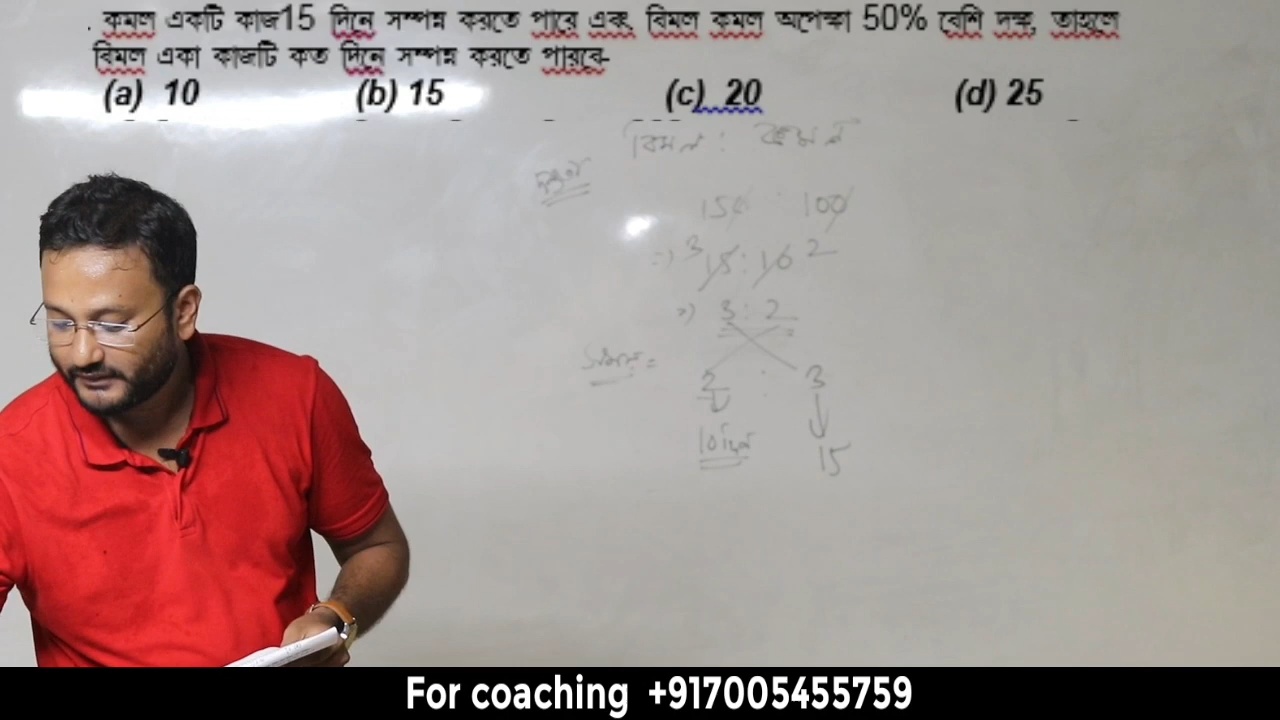 . কমল একটি কাজ15 দিনে সম্পন্ন করতে পারে এবং বিমল কমল অপেক্ষা 50% বেশি দক্ষ, তাহলে
বিমল একা কাজটি কত দিনে সম্পন্ন করতে পারবে-
(a) 10 (b) 15 (c) 20 (d) 25
বিমল : কমল
দক্ষতা
150 : 100
=> 3 15 : 10 2
=> 3 : 2
সময় =
2 : 3
10 দিন 15
For coaching +917005455759